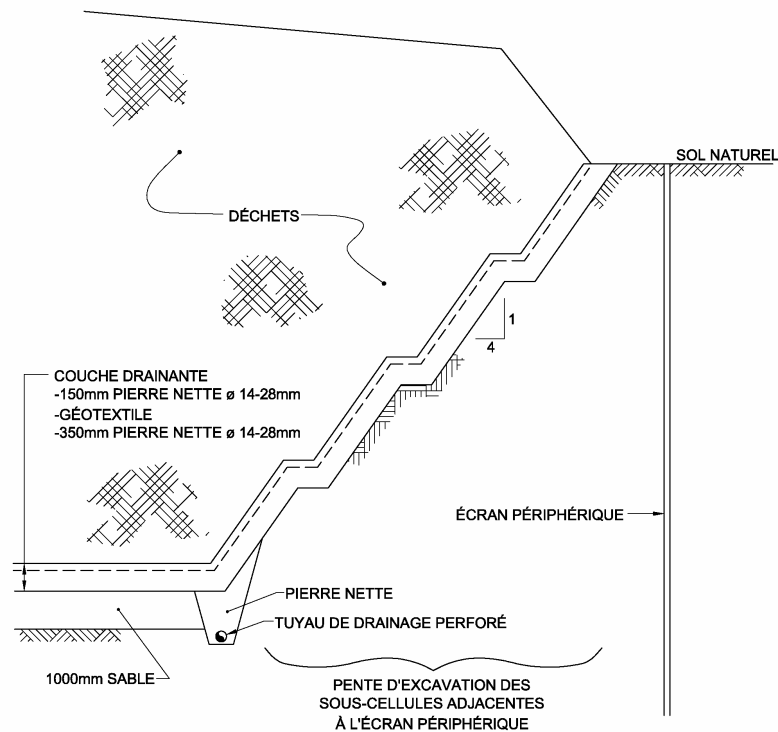 SOL NATUREL
DÉCHETS
1
4
COUCHE DRAINANTE
-150mm PIERRE NETTE ø 14-28mm
-GÉOTEXTILE
-350mm PIERRE NETTE ø 14-28mm
ÉCRAN PÉRIPHÉRIQUE
PIERRE NETTE
TUYAU DE DRAINAGE PERFORÉ
1000mm SABLE
PENTE D'EXCAVATION DES
SOUS-CELLULES ADJACENTES
À L'ÉCRAN PÉRIPHÉRIQUE